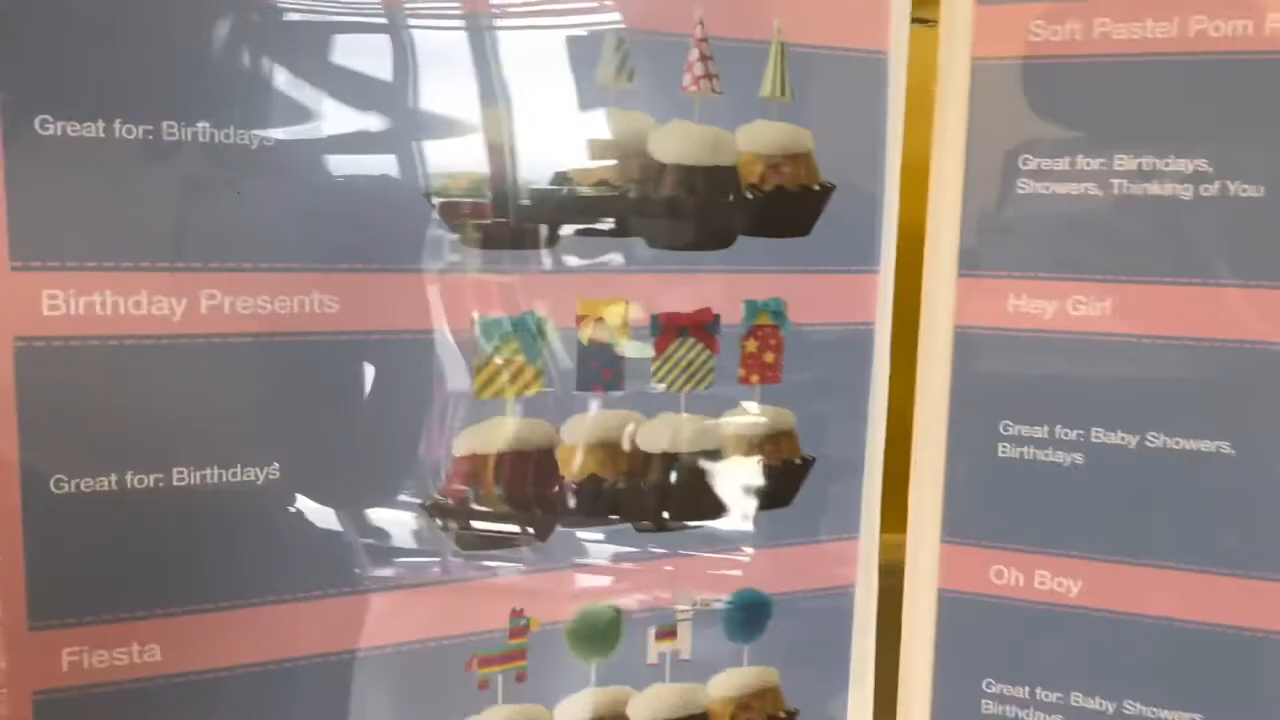 Great for: Birthdays
Birthday Presents
Great for: Birthdays
Fiesta
Soft Pastel Pom
Great for: Birthdays,
Showers, Thinking of You
Hey Girl
Great for: Baby Showers,
Birthdays
Oh Boy
Great for: Baby Showers,
Birthdays